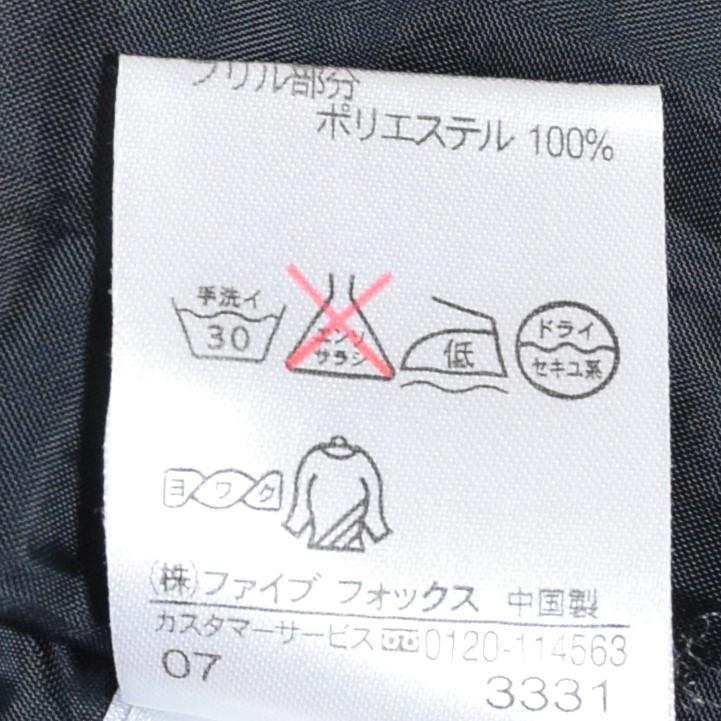 フリル部分
ポリエステル 100%
手洗イ
30
エンソ
サラシ
低
ドライ
セキユ系
ヨワク
(株)ファイブ フォックス 中国製
カスタマーサービス 0120-114563
07
3331